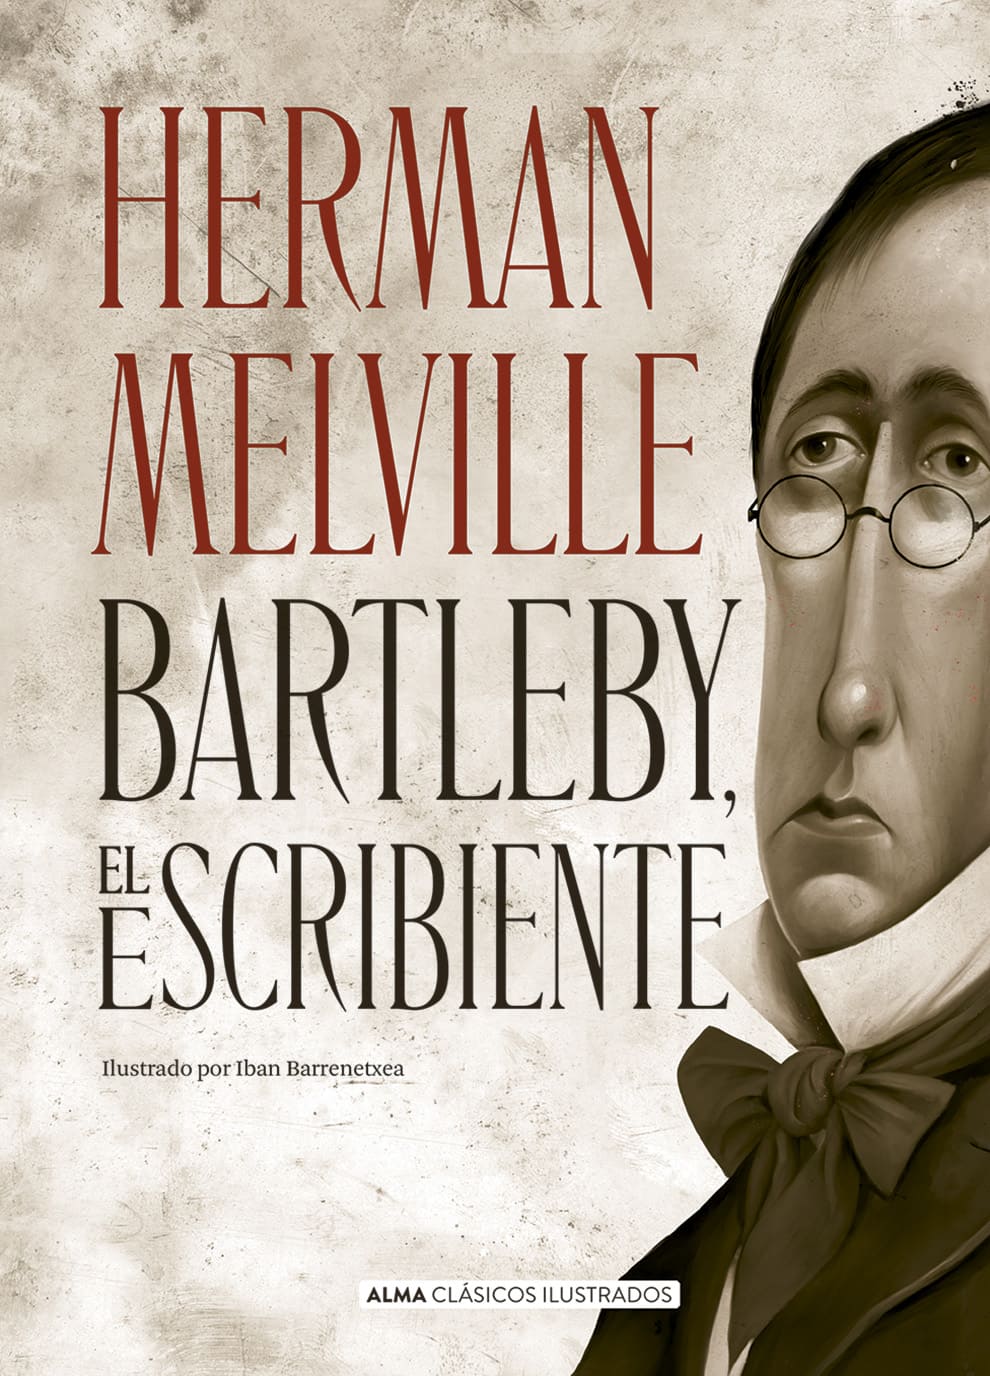 HERMAN
MELVILLE
BARTLEBY,
EL
ESCRIBIENTE
Ilustrado por Iban Barrenetxea
ALMA CLÁSICOS ILUSTRADOS